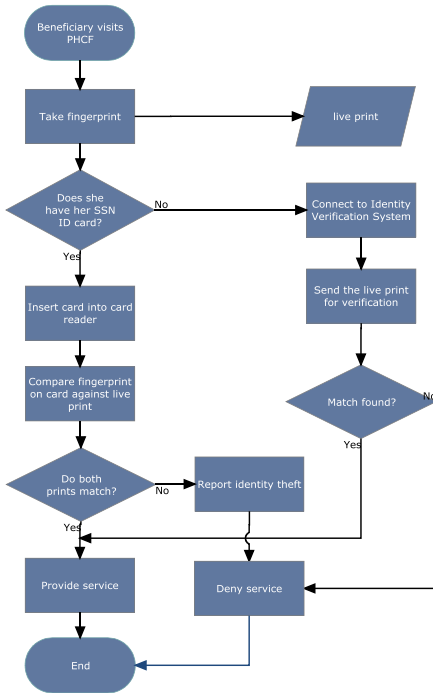 Beneficiary visits
PHCF
Take fingerprint
live print
Does she
have her SSN
ID card?
No
Connect to Identity
Verification System
Yes
Insert card into card
reader
Send the live print
for verification
Compare fingerprint
on card against live
print
Match found?
No
Yes
Do both
prints match?
No
Report identity theft
Yes
Provide service
Deny service
End